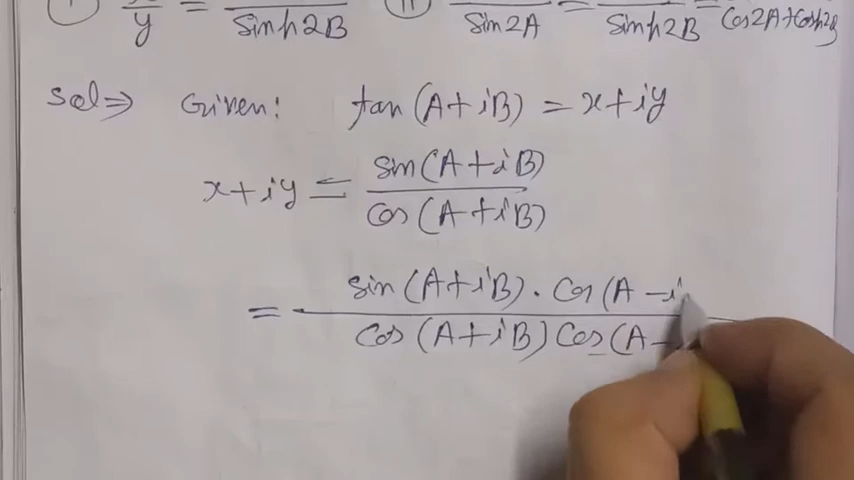 y = Sinh2B Sin2A = Sinh2B = Cos2A+Cosh2B
Sol⇒ Given: tan(A+iB) = x+iy
x+iy = sin(A+iB)
cos(A+iB)
= sin(A+iB). Cos(A-i
Cos(A+iB) Cos(A-